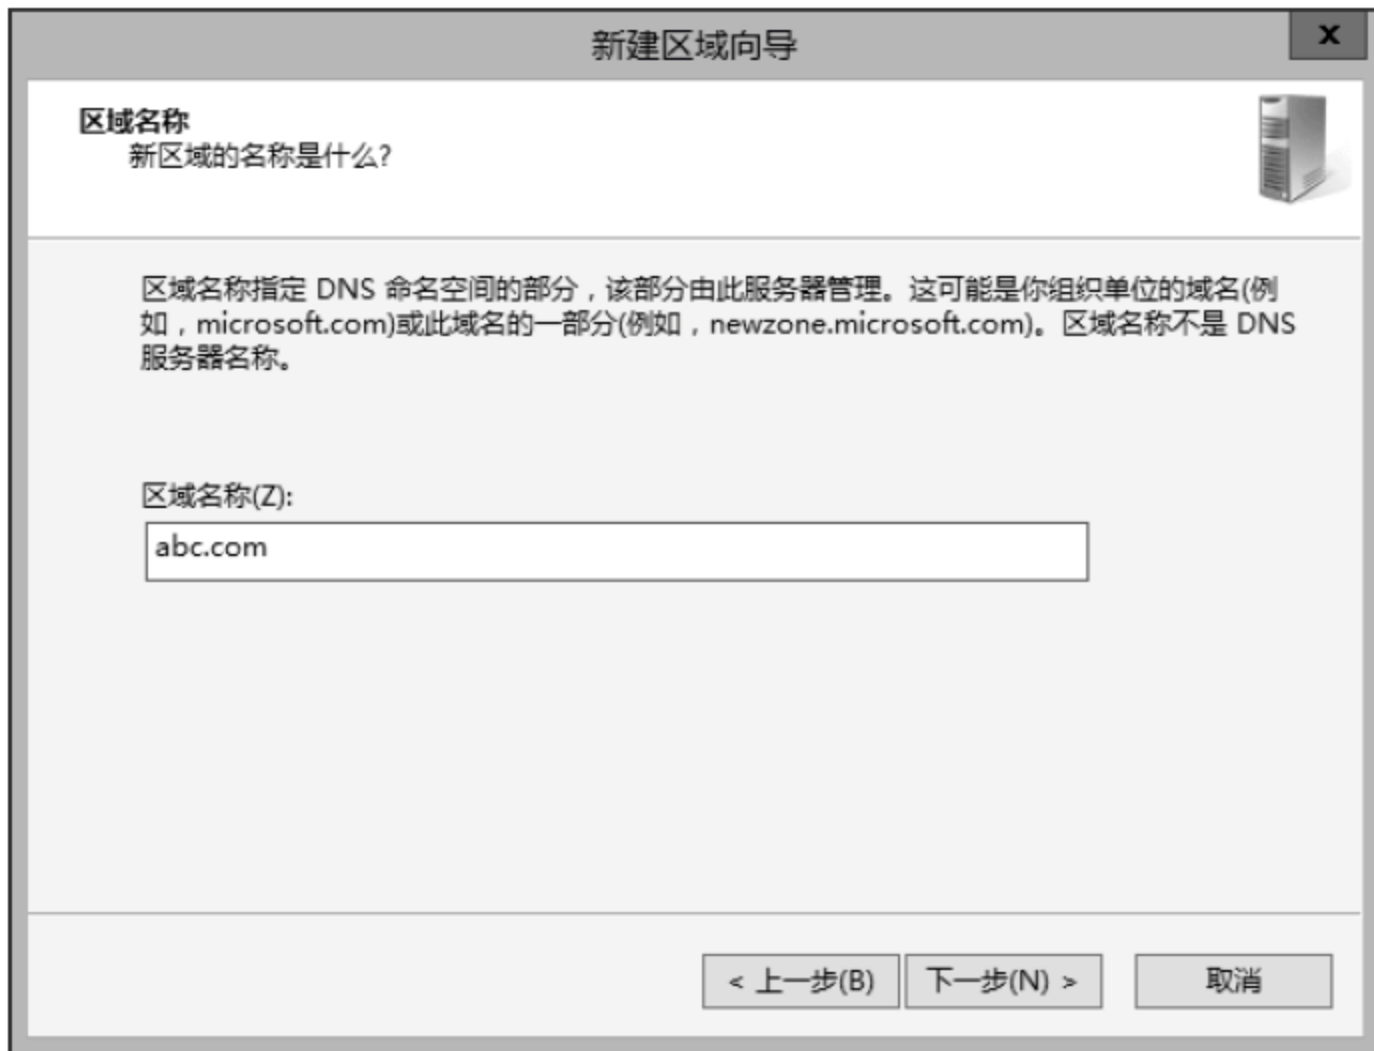 新建区域向导
x
区域名称
新区域的名称是什么?
区域名称指定 DNS 命名空间的部分，该部分由此服务器管理。这可能是你组织单位的域名(例
如，microsoft.com)或此域名的一部分(例如，newzone.microsoft.com)。区域名称不是 DNS
服务器名称。
区域名称(Z):
abc.com
< 上一步(B)
下一步(N) >
取消